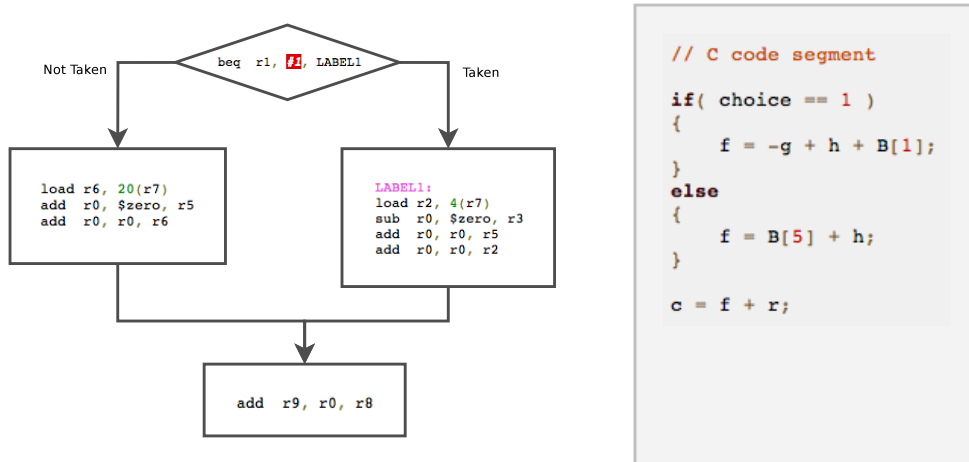 beq r1, #1, LABEL1
Not Taken
Taken
load r6, 20(r7)
add r0, $zero, r5
add r0, r0, r6
LABEL1:
load r2, 4(r7)
sub r0, $zero, r3
add r0, r0, r5
add r0, r0, r2
add r9, r0, r8
// C code segment
if( choice == 1 )
{
f = -g + h + B[1];
}
else
{
f = B[5] + h;
}
c = f + r;